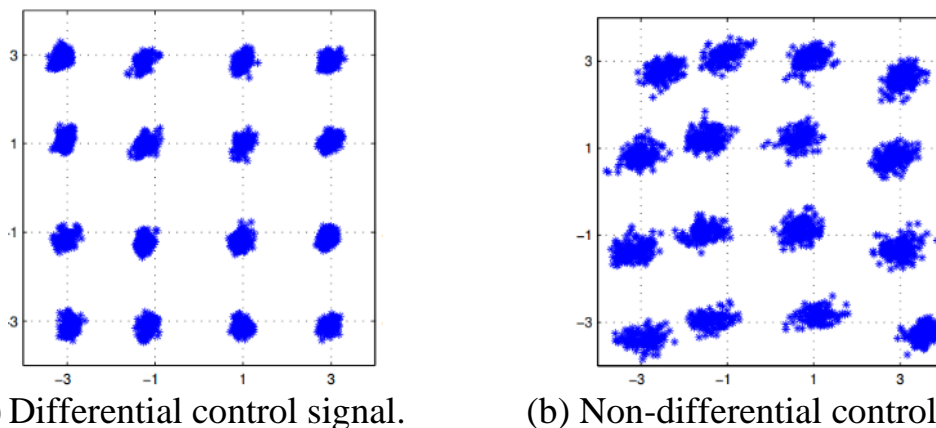 3
1
-1
-3
-3 -1 1 3
3
1
-1
-3
-3 -1 1 3
) Differential control signal.
(b) Non-differential control